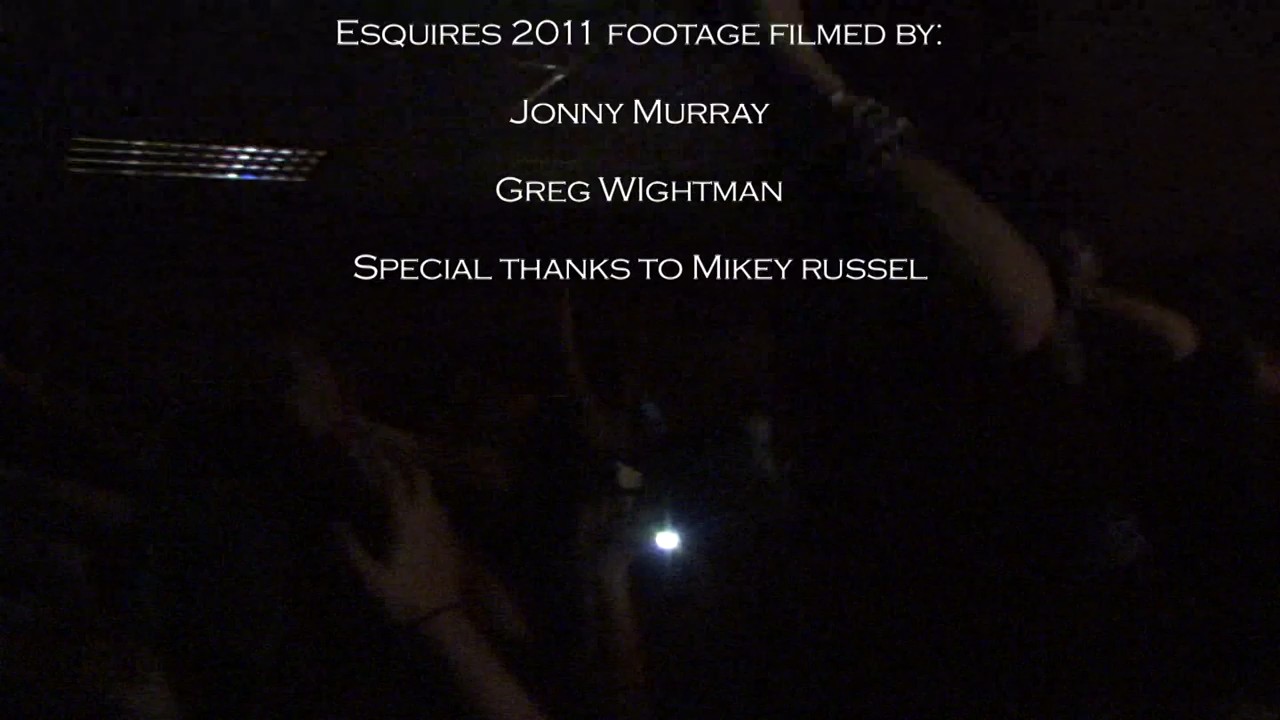 Esquires 2011 footage filmed by:
Jonny Murray
Greg WIghtman
Special thanks to Mikey russel